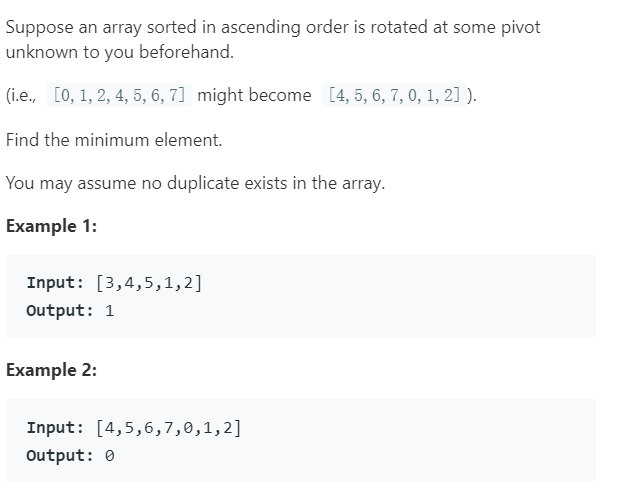 Suppose an array sorted in ascending order is rotated at some pivot
unknown to you beforehand.
(i.e., [0, 1, 2, 4, 5, 6, 7] might become [4, 5, 6, 7, 0, 1, 2] ).
Find the minimum element.
You may assume no duplicate exists in the array.
Example 1:
Input: [3,4,5,1,2]
Output: 1
Example 2:
Input: [4,5,6,7,0,1,2]
Output: 0